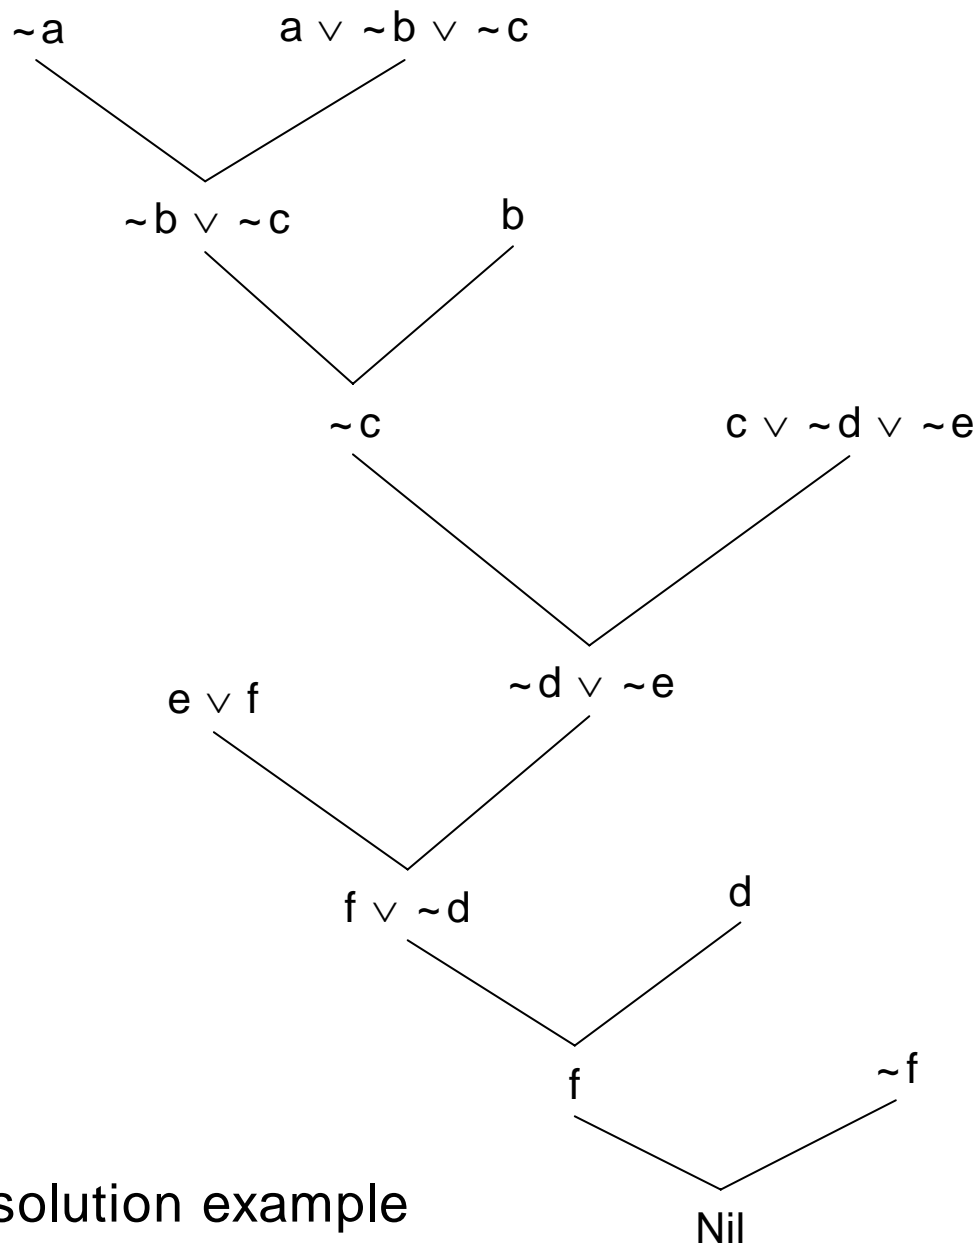 ~a a ∨ ~b ∨ ~c
~b ∨ ~c b
~c c ∨ ~d ∨ ~e
e ∨ f ~d ∨ ~e
f ∨ ~d d
f ~f
solution example
Nil